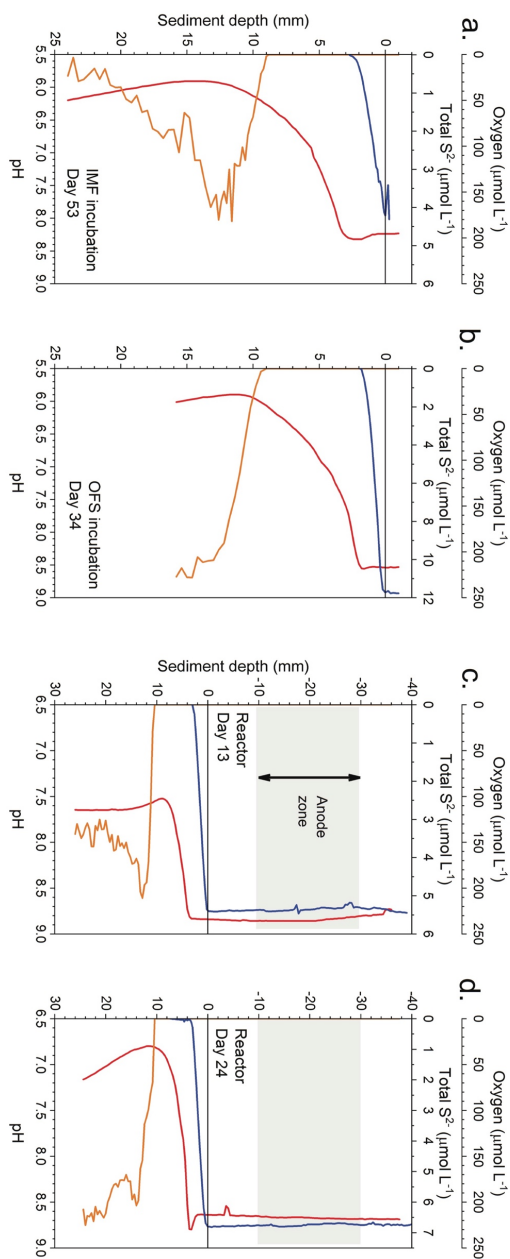 a.
Oxygen (μmol L⁻¹)
0 50 100 150 200 250
Total S²⁻ (μmol L⁻¹)
0 1 2 3 4 5 6
Sediment depth (mm)
0
5
10
15
20
25
IMF incubation
Day 53
5.5 6.0 6.5 7.0 7.5 8.0 8.5 9.0
pH
b.
Oxygen (μmol L⁻¹)
0 50 100 150 200 250
Total S²⁻ (μmol L⁻¹)
0 2 4 6 8 10 12
0
5
10
15
20
25
OFS incubation
Day 34
5.5 6.0 6.5 7.0 7.5 8.0 8.5 9.0
pH
c.
Oxygen (μmol L⁻¹)
0 50 100 150 200 250
Total S²⁻ (μmol L⁻¹)
0 1 2 3 4 5 6
Sediment depth (mm)
-40
-30
-20
-10
0
10
20
30
Anode
zone
Reactor
Day 13
6.5 7.0 7.5 8.0 8.5 9.0
pH
d.
Oxygen (μmol L⁻¹)
0 50 100 150 200 250
Total S²⁻ (μmol L⁻¹)
0 1 2 3 4 5 6 7
-40
-30
-20
-10
0
10
20
30
Reactor
Day 24
6.5 7.0 7.5 8.0 8.5 9.0
pH